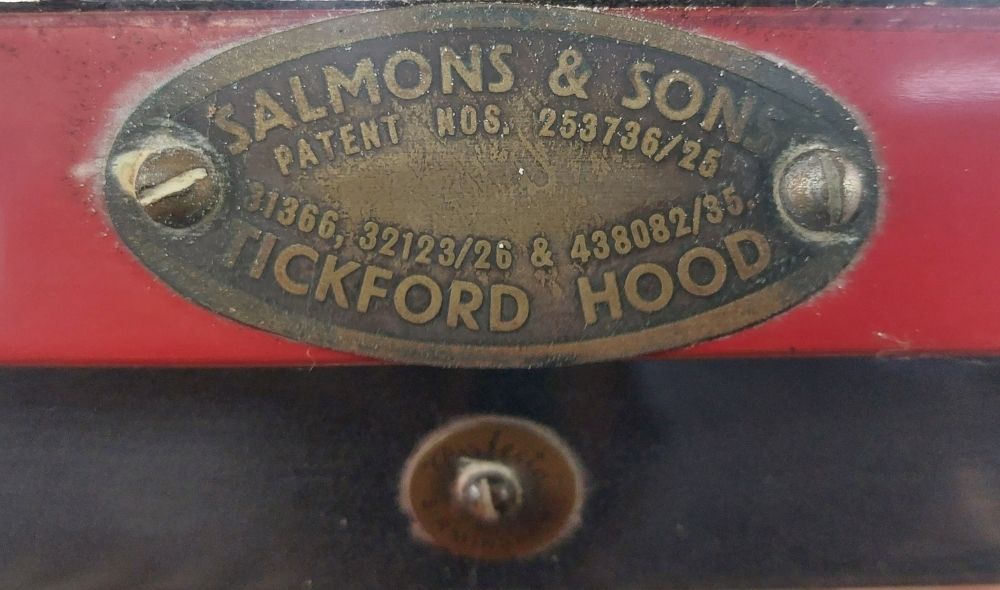 SALMONS & SONS
PATENT NOS. 253736/25
31366, 32123/26 & 438082/35.
TICKFORD HOOD